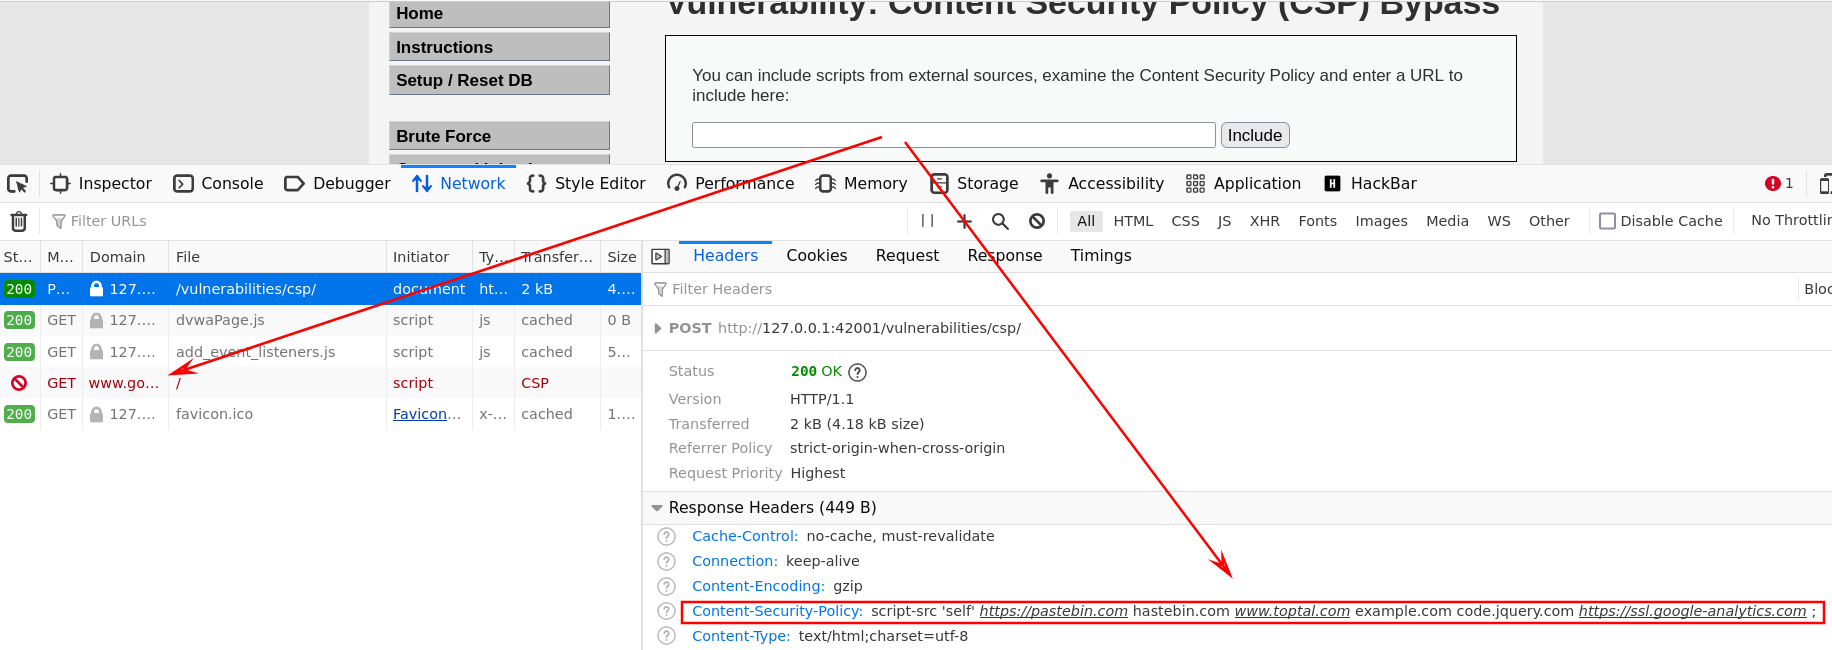 Home
Vulnerability: Content Security Policy (CSP) Bypass
Instructions
Setup / Reset DB
Brute Force
You can include scripts from external sources, examine the Content Security Policy and enter a URL to
include here:
Include
Inspector Console Debugger Network Style Editor Performance Memory Storage Accessibility Application HackBar 1
Filter URLs All HTML CSS JS XHR Fonts Images Media WS Other Disable Cache No Throttlin
St... M... Domain File Initiator Ty... Transfer... Size
200 P... 127.... /vulnerabilities/csp/ document ht... 2 kB 4....
200 GET 127.... dvwaPage.js script js cached 0 B
200 GET 127.... add_event_listeners.js script js cached 5...
GET www.go... / script CSP
200 GET 127.... favicon.ico Favicon... x-... cached 1....
Headers Cookies Request Response Timings
Filter Headers Bloc
POST http://127.0.0.1:42001/vulnerabilities/csp/
Status 200 OK ?
Version HTTP/1.1
Transferred 2 kB (4.18 kB size)
Referrer Policy strict-origin-when-cross-origin
Request Priority Highest
Response Headers (449 B)
? Cache-Control: no-cache, must-revalidate
? Connection: keep-alive
? Content-Encoding: gzip
? Content-Security-Policy: script-src 'self' https://pastebin.com hastebin.com www.toptal.com example.com code.jquery.com https://ssl.google-analytics.com ;
? Content-Type: text/html;charset=utf-8